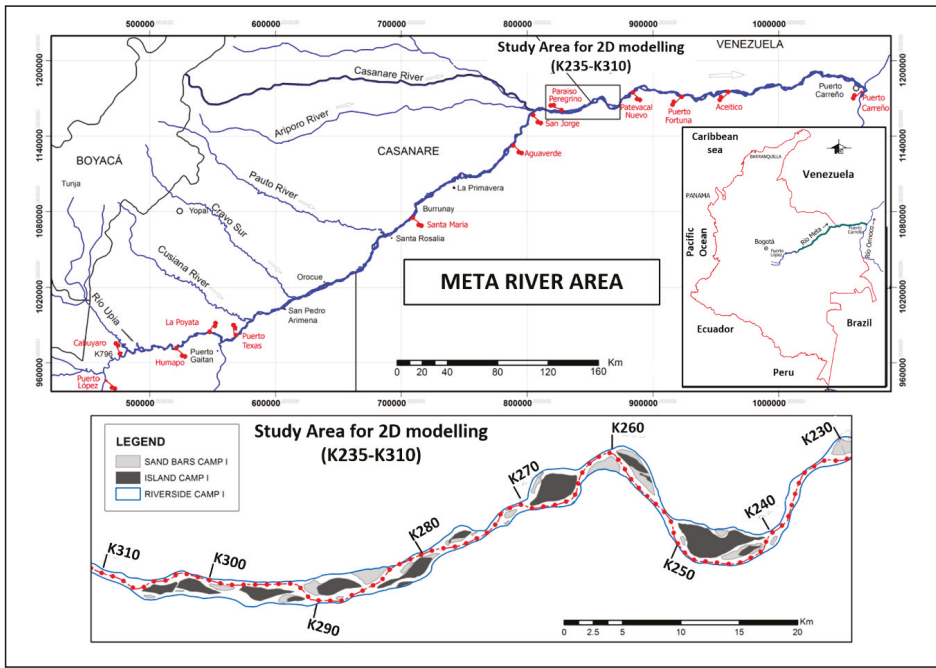 500000
600000
700000
800000
900000
1000000
Study Area for 2D modelling
(K235-K310)
VENEZUELA
1200000
1140000
1080000
1020000
960000
1200000
1140000
1080000
1020000
960000
Casanare River
Ariporo River
CASANARE
BOYACÁ
Tunja
Pauto River
Yopal
Cravo Sur
Cusiana River
Río Upia
Paraiso
Peregrino
San Jorge
Patevacal
Nuevo
Puerto
Fortuna
Aceitico
Puerto
Carreño
Puerto
Carreño
Aguaverde
La Primavera
Burrunay
Santa Maria
Santa Rosalia
Orocue
San Pedro
Arimena
La Poyata
Puerto
Texas
Cabuyaro
K796
Humapo
Puerto
Gaitan
Puerto
López
META RIVER AREA
0
20
40
80
120
160
Km
Caribbean
sea
BARRANQUILLA
Venezuela
PANAMA
Pacific
Ocean
Bogotá
Puerto
López
Río Meta
Puerto
Carreño
Río Orinoco
Ecuador
Brazil
Peru
500000
600000
700000
800000
900000
1000000
LEGEND
SAND BARS CAMP I
ISLAND CAMP I
RIVERSIDE CAMP I
Study Area for 2D modelling
(K235-K310)
K310
K300
K290
K280
K270
K260
K250
K240
K230
0
2.5
5
10
15
20
Km